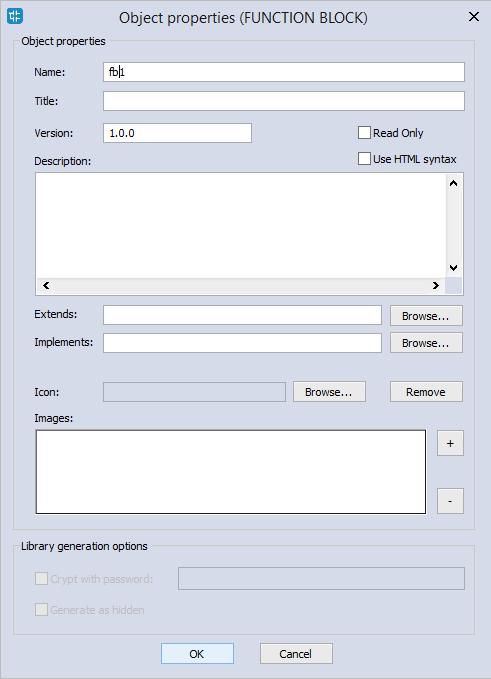 Object properties (FUNCTION BLOCK)
Object properties
Name: fb1
Title:
Version: 1.0.0 Read Only
Description: Use HTML syntax
Extends: Browse...
Implements: Browse...
Icon: Browse... Remove
Images:
+
-
Library generation options
Crypt with password:
Generate as hidden
OK Cancel